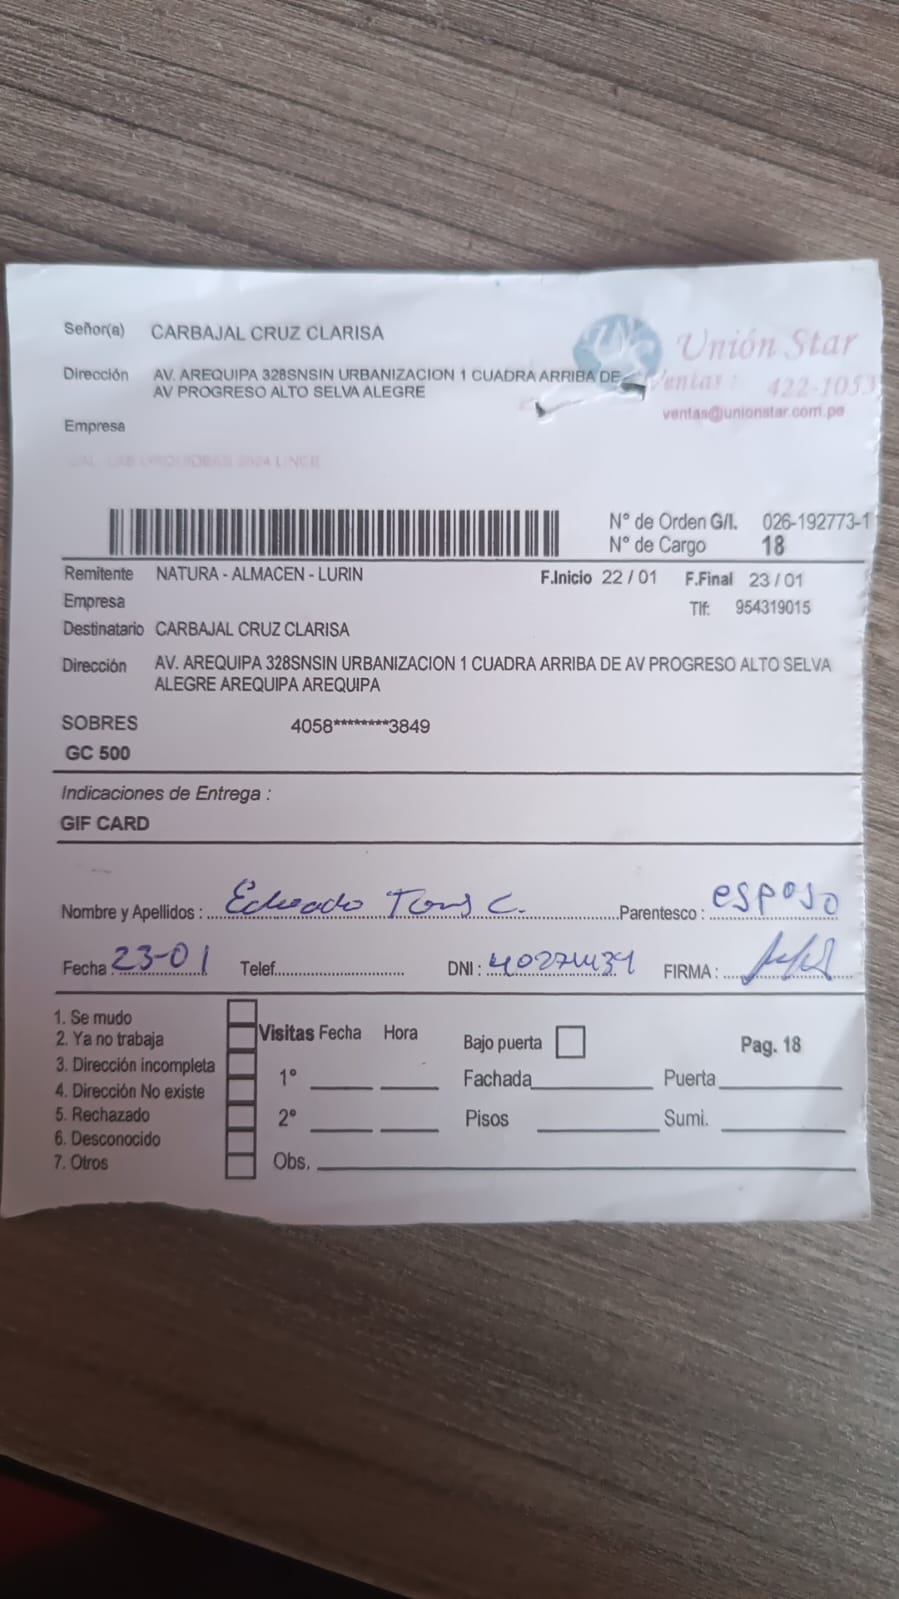 Señor(a) CARBAJAL CRUZ CLARISA
Unión Star
Dirección AV. AREQUIPA 328SNSIN URBANIZACION 1 CUADRA ARRIBA DE
AV PROGRESO ALTO SELVA ALEGRE
Ventas : 422-1053
ventas@unionstar.com.pe
Empresa
N° de Orden G/I. 026-192773-1
N° de Cargo 18
Remitente NATURA - ALMACEN - LURIN F.Inicio 22 / 01 F.Final 23 / 01
Empresa Tlf: 954319015
Destinatario CARBAJAL CRUZ CLARISA
Dirección AV. AREQUIPA 328SNSIN URBANIZACION 1 CUADRA ARRIBA DE AV PROGRESO ALTO SELVA
ALEGRE AREQUIPA AREQUIPA
SOBRES 4058********3849
GC 500
Indicaciones de Entrega :
GIF CARD
Nombre y Apellidos : C. Parentesco : esposo
Fecha : 23-01 Telef. DNI : FIRMA :
1. Se mudo
2. Ya no trabaja
3. Dirección incompleta
4. Dirección No existe
5. Rechazado
6. Desconocido
7. Otros
Visitas Fecha Hora
1°
2°
Obs.
Bajo puerta
Fachada Puerta
Pisos Sumi.
Pag. 18